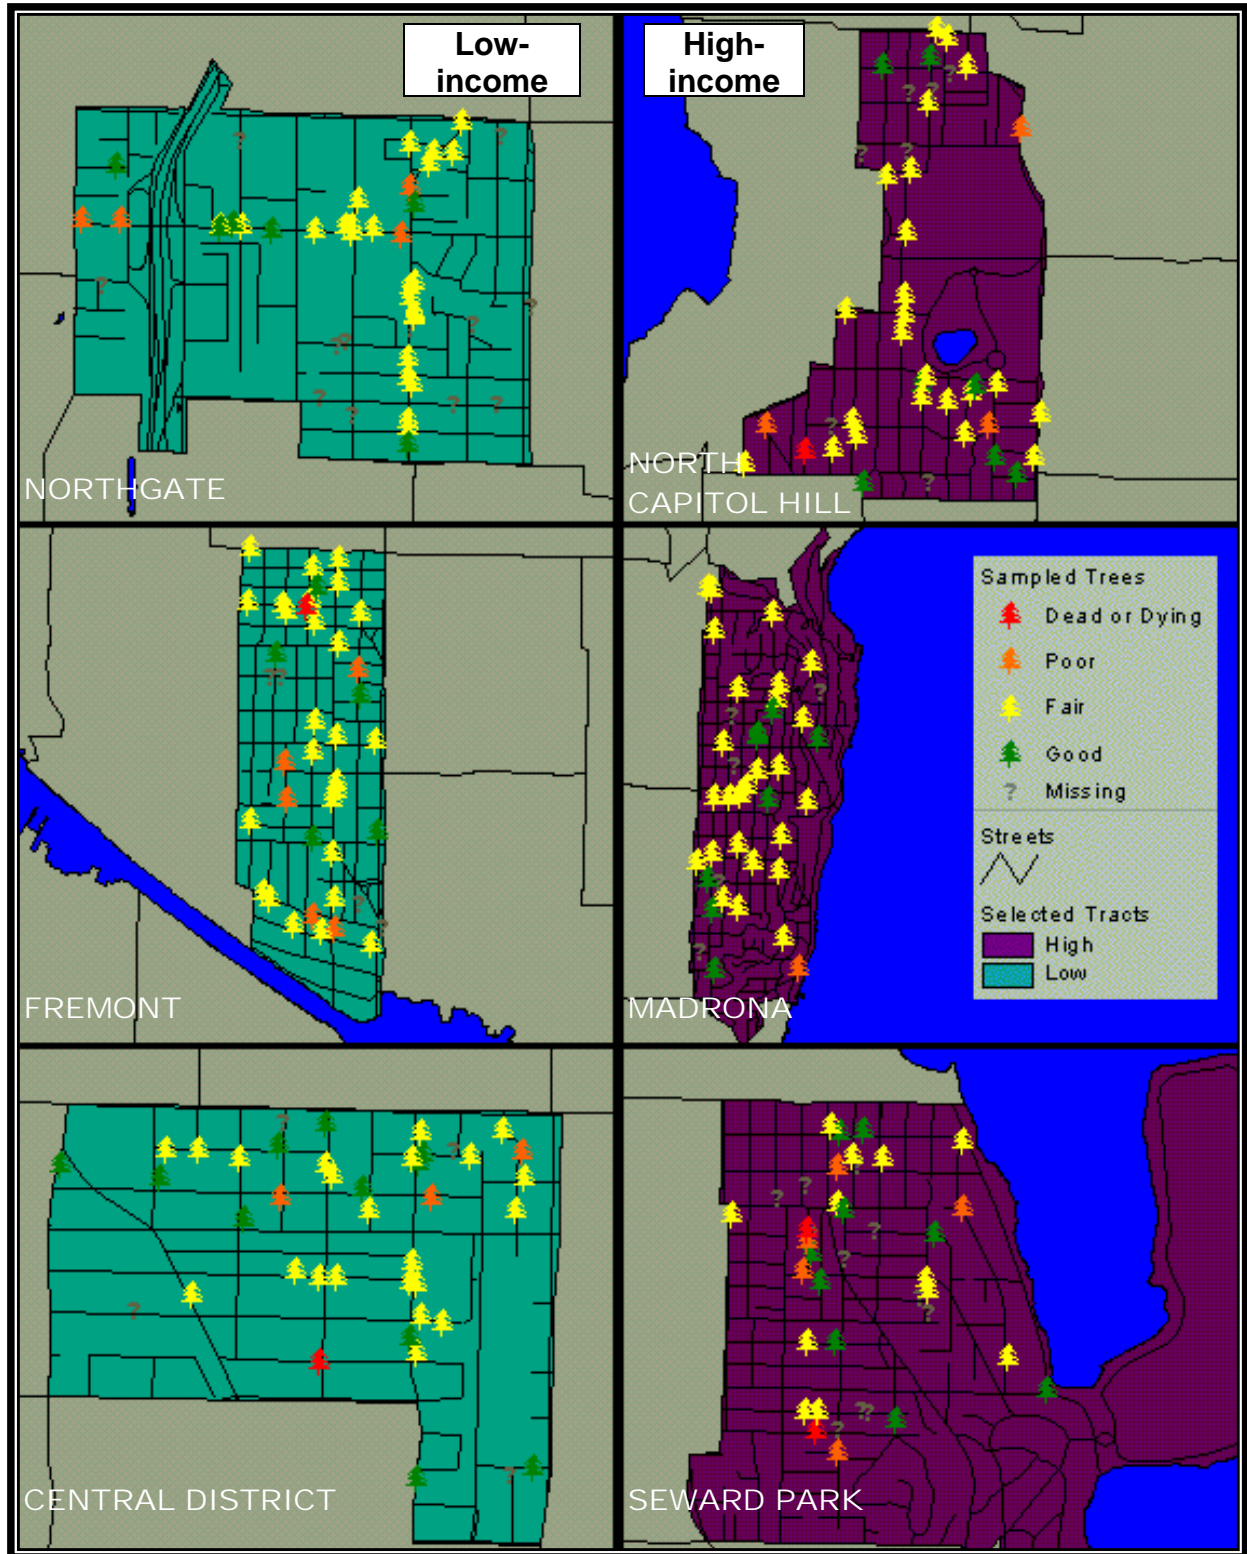 Low-
income
High-
income
NORTHGATE
NORTH
CAPITOL HILL
FREMONT
MADRONA
Sampled Trees
Dead or Dying
Poor
Fair
Good
? Missing
Streets
Selected Tracts
High
Low
CENTRAL DISTRICT
SEWARD PARK